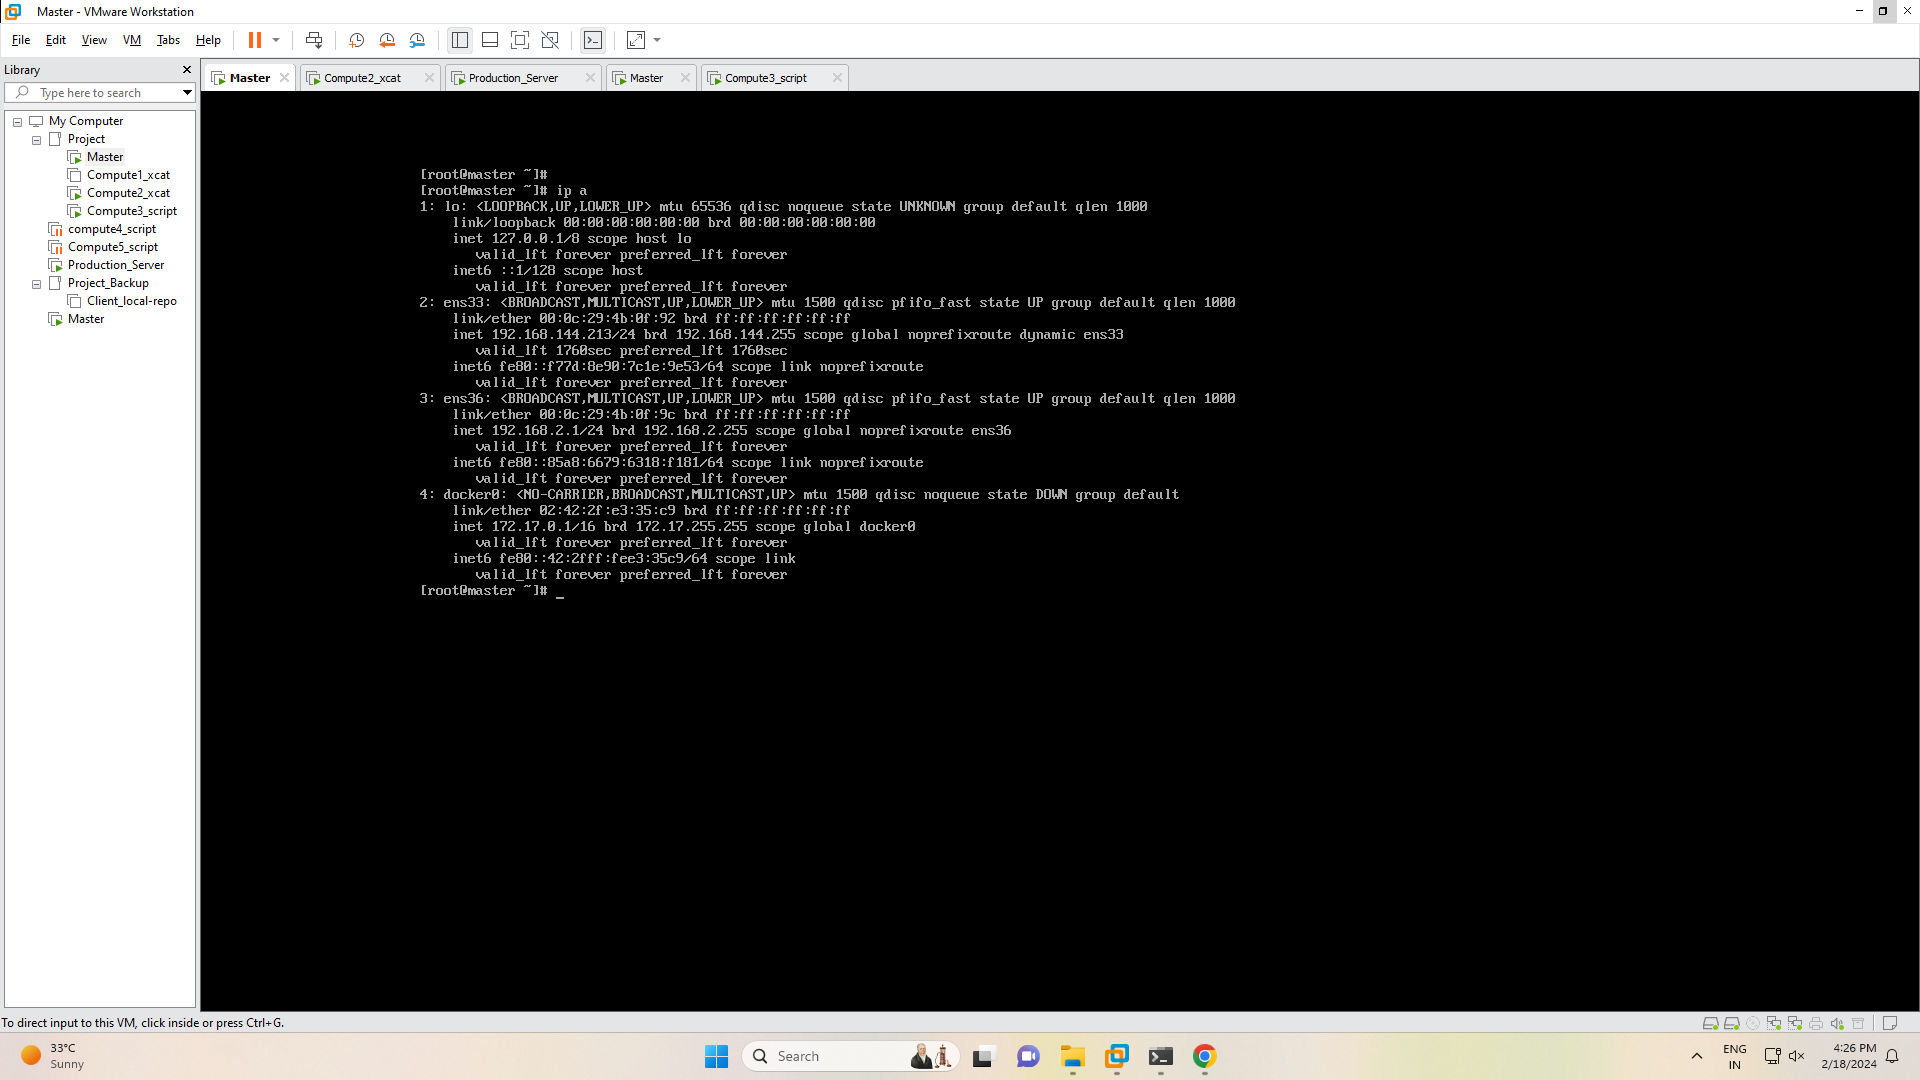 Master - VMware Workstation
File Edit View VM Tabs Help
Library
Type here to search
My Computer
Project
Master
Compute1_xcat
Compute2_xcat
Compute3_script
compute4_script
Compute5_script
Production_Server
Project_Backup
Client_local-repo
Master
Master Compute2_xcat Production_Server Master Compute3_script
[root@master ~]#
[root@master ~]# ip a
1: lo: <LOOPBACK,UP,LOWER_UP> mtu 65536 qdisc noqueue state UNKNOWN group default qlen 1000
link/loopback 00:00:00:00:00:00 brd 00:00:00:00:00:00
inet 127.0.0.1/8 scope host lo
valid_lft forever preferred_lft forever
inet6 ::1/128 scope host
valid_lft forever preferred_lft forever
2: ens33: <BROADCAST,MULTICAST,UP,LOWER_UP> mtu 1500 qdisc pfifo_fast state UP group default qlen 1000
link/ether 00:0c:29:4b:0f:92 brd ff:ff:ff:ff:ff:ff
inet 192.168.144.213/24 brd 192.168.144.255 scope global noprefixroute dynamic ens33
valid_lft 1760sec preferred_lft 1760sec
inet6 fe80::f77d:8e90:7c1e:9e53/64 scope link noprefixroute
valid_lft forever preferred_lft forever
3: ens36: <BROADCAST,MULTICAST,UP,LOWER_UP> mtu 1500 qdisc pfifo_fast state UP group default qlen 1000
link/ether 00:0c:29:4b:0f:9c brd ff:ff:ff:ff:ff:ff
inet 192.168.2.1/24 brd 192.168.2.255 scope global noprefixroute ens36
valid_lft forever preferred_lft forever
inet6 fe80::85a8:6679:6318:f181/64 scope link noprefixroute
valid_lft forever preferred_lft forever
4: docker0: <NO-CARRIER,BROADCAST,MULTICAST,UP> mtu 1500 qdisc noqueue state DOWN group default
link/ether 02:42:2f:e3:35:c9 brd ff:ff:ff:ff:ff:ff
inet 172.17.0.1/16 brd 172.17.255.255 scope global docker0
valid_lft forever preferred_lft forever
inet6 fe80::42:2fff:fee3:35c9/64 scope link
valid_lft forever preferred_lft forever
[root@master ~]# _
To direct input to this VM, click inside or press Ctrl+G.
33°C
Sunny
Search
ENG
IN
4:26 PM
2/18/2024